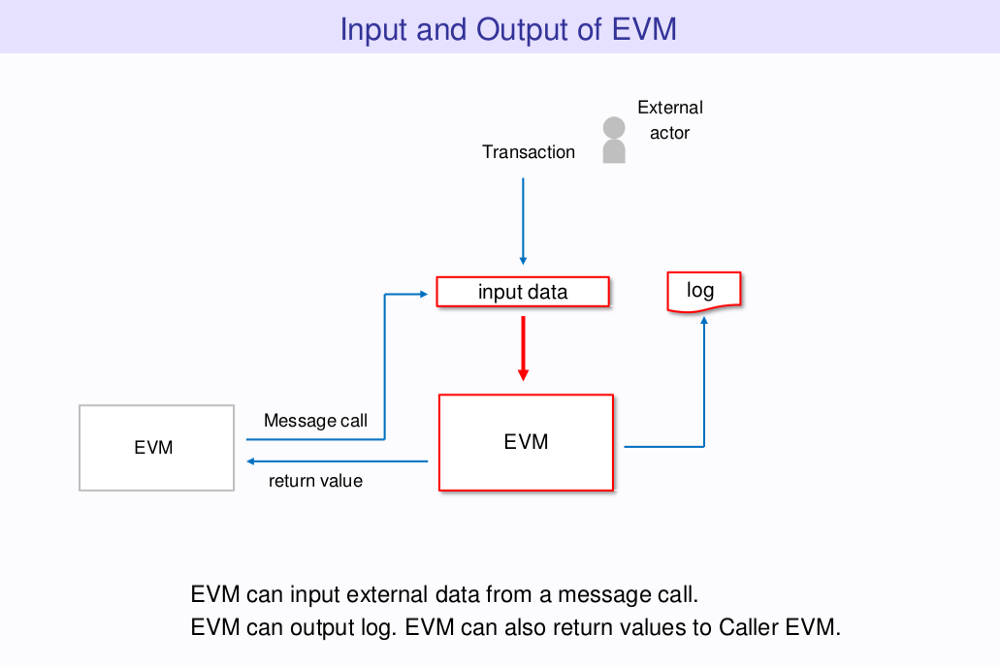 Input and Output of EVM
External
actor
Transaction
input data
log
Message call
EVM
EVM
return value
EVM can input external data from a message call.
EVM can output log. EVM can also return values to Caller EVM.